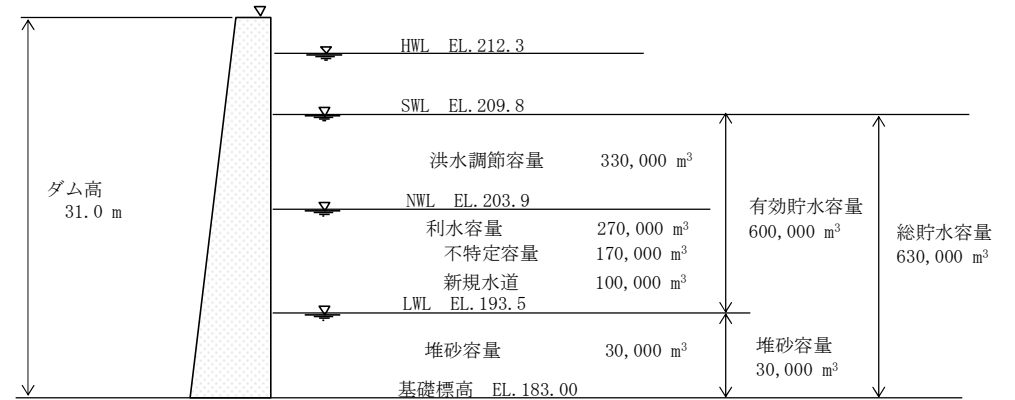 HWL EL.212.3
SWL EL.209.8
洪水調節容量 330,000 m³
ダム高
31.0 m
NWL EL.203.9
有効貯水容量
600,000 m³
利水容量 270,000 m³
不特定容量 170,000 m³
総貯水容量
630,000 m³
新規水道 100,000 m³
LWL EL.193.5
堆砂容量 30,000 m³
堆砂容量
30,000 m³
基礎標高 EL.183.00